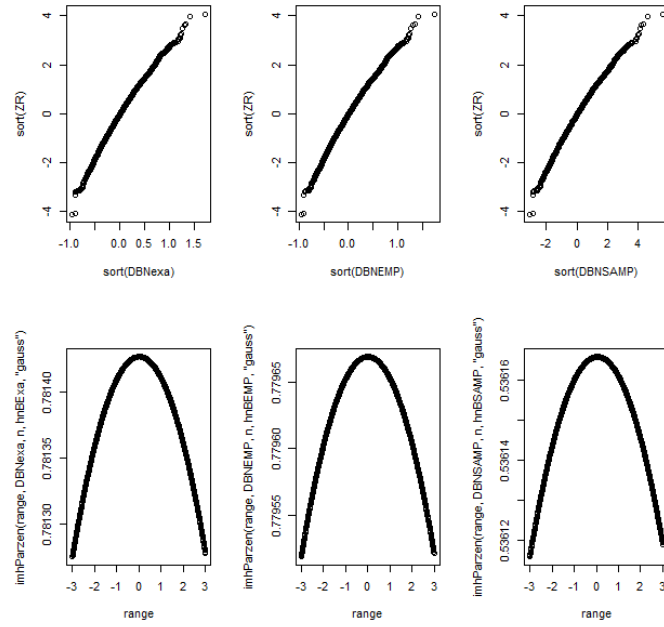 4
2
0
-2
-4
sort(ZR)
-1.0 0.0 0.5 1.0 1.5
sort(DBNexa)
4
2
0
-2
-4
sort(ZR)
-1.0 0.0 1.0
sort(DBNEMP)
4
2
0
-2
-4
sort(ZR)
-2 0 2 4
sort(DBNSAMP)
imhParzen(range, DBNexa, n, hnBExa, "gauss")
0.78140
0.78135
0.78130
-3 -2 -1 0 1 2 3
range
imhParzen(range, DBNEMP, n, hnBEMP, "gauss")
0.77965
0.77960
0.77955
-3 -2 -1 0 1 2 3
range
imhParzen(range, DBNSAMP, n, hnBSAMP, "gauss")
0.53616
0.53614
0.53612
-3 -2 -1 0 1 2 3
range